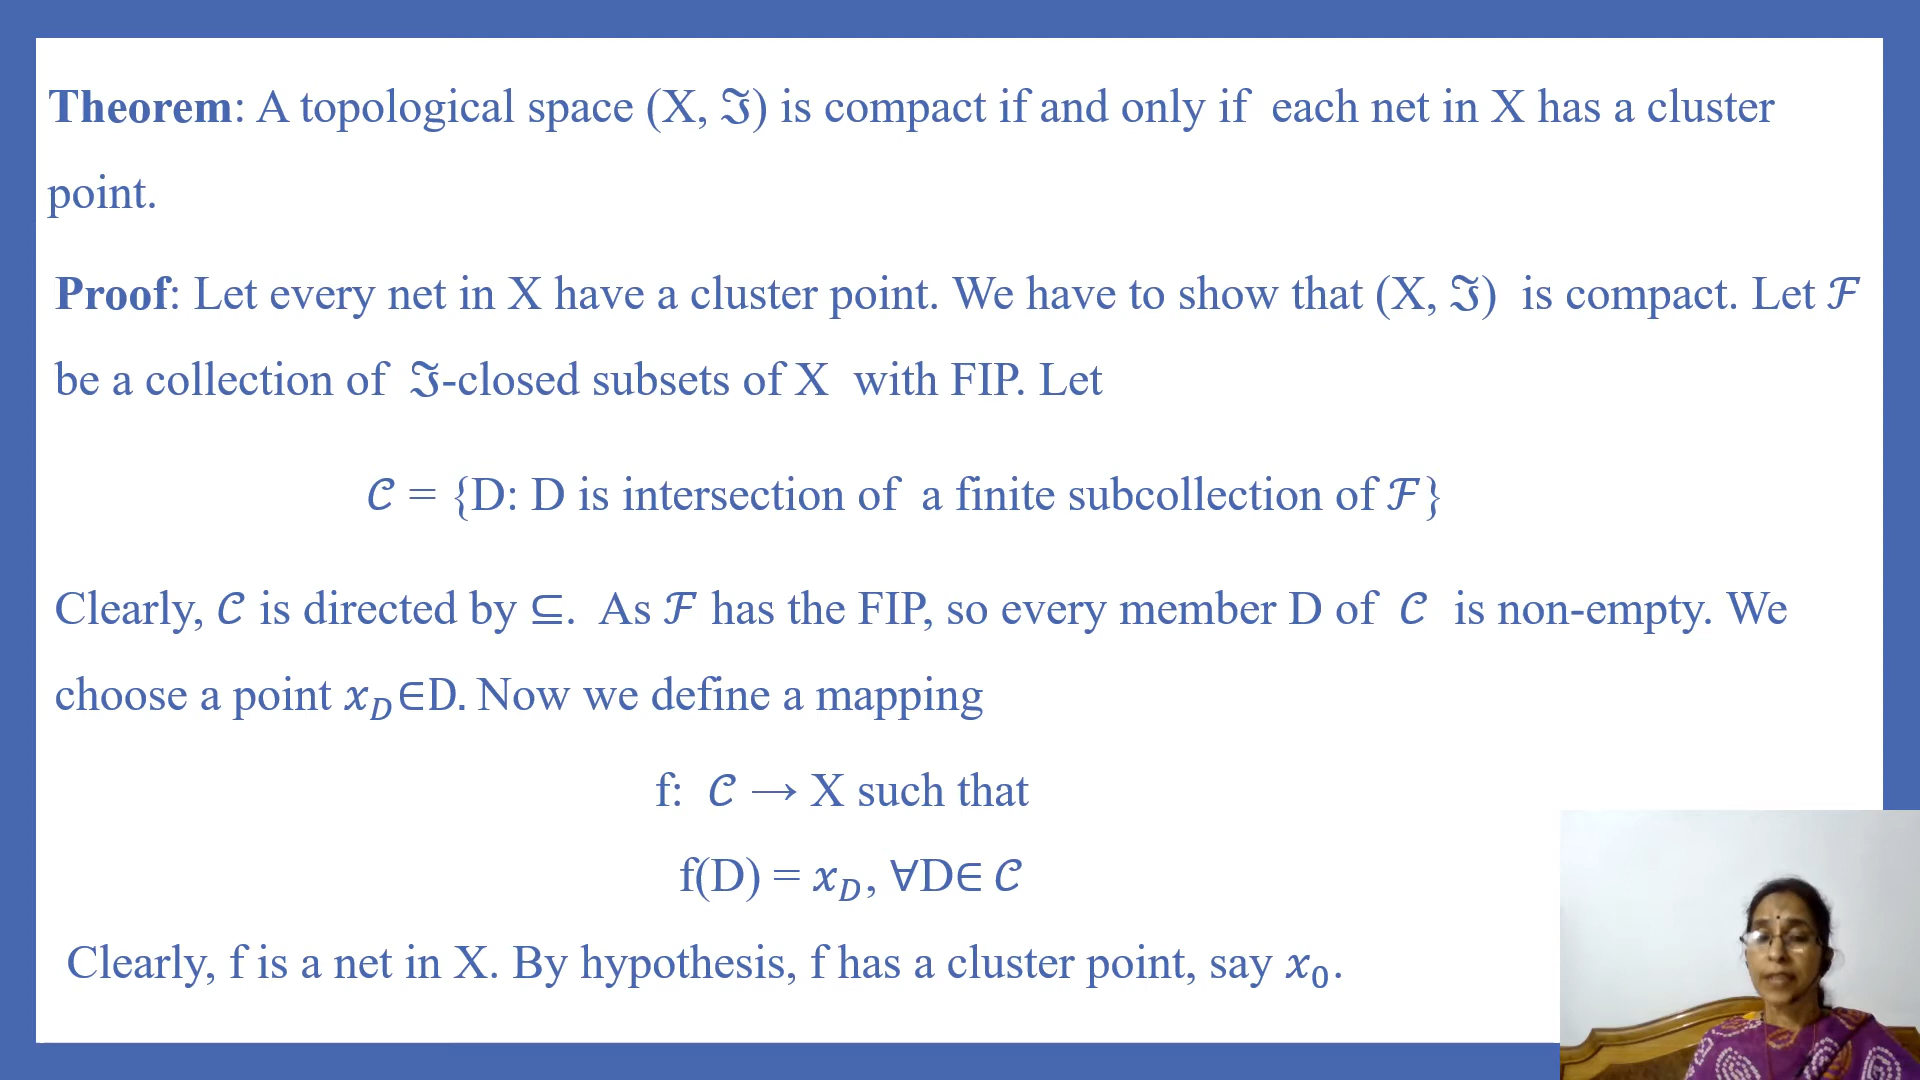 Theorem: A topological space (X, ℑ) is compact if and only if each net in X has a cluster
point.
Proof: Let every net in X have a cluster point. We have to show that (X, ℑ) is compact. Let ℱ
be a collection of ℑ-closed subsets of X with FIP. Let
𝒞 = {D: D is intersection of a finite subcollection of ℱ}
Clearly, 𝒞 is directed by ⊆. As ℱ has the FIP, so every member D of 𝒞 is non-empty. We
choose a point x_D∈D. Now we define a mapping
f: 𝒞 → X such that
f(D) = x_D, ∀D∈ 𝒞
Clearly, f is a net in X. By hypothesis, f has a cluster point, say x₀.